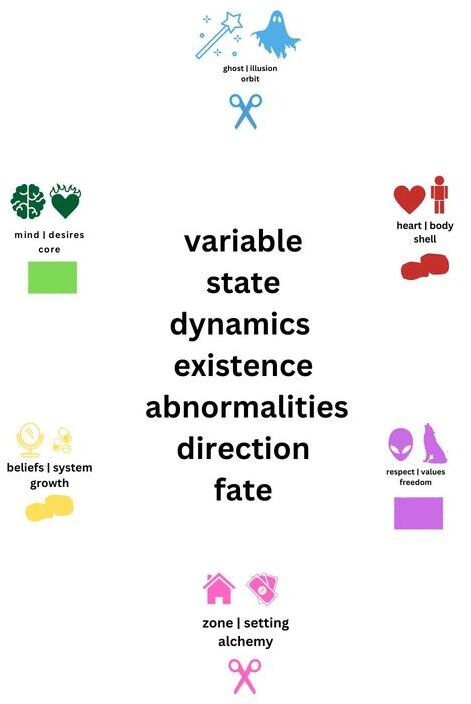 ghost | illusion
orbit
mind | desires
core
heart | body
shell
variable
state
dynamics
existence
abnormalities
direction
fate
beliefs | system
growth
respect | values
freedom
zone | setting
alchemy